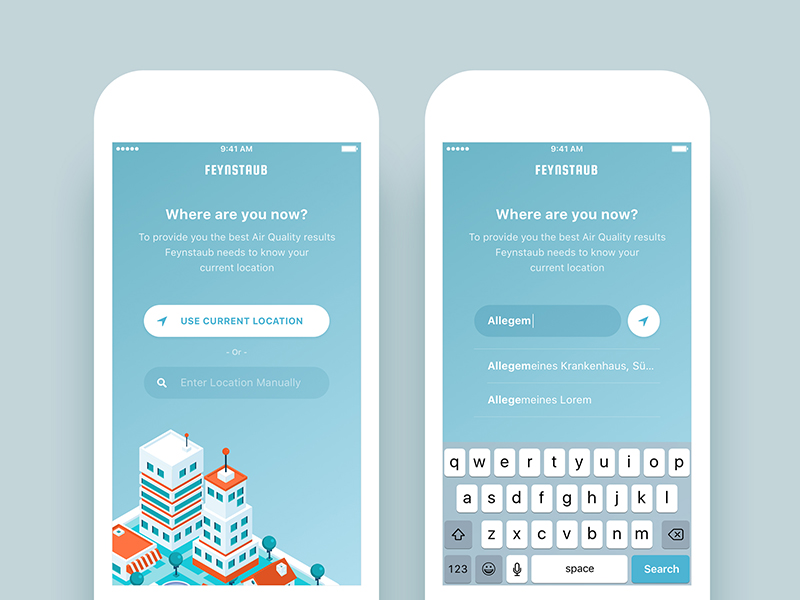 9:41 AM
FEYNSTAUB
Where are you now?
To provide you the best Air Quality results
Feynstaub needs to know your
current location
USE CURRENT LOCATION
- Or -
Enter Location Manually
9:41 AM
FEYNSTAUB
Where are you now?
To provide you the best Air Quality results
Feynstaub needs to know your
current location
Allegem
Allegemeines Krankenhaus, Sü...
Allegemeines Lorem
q w e r t y u i o p
a s d f g h j k l
z x c v b n m
123 space Search